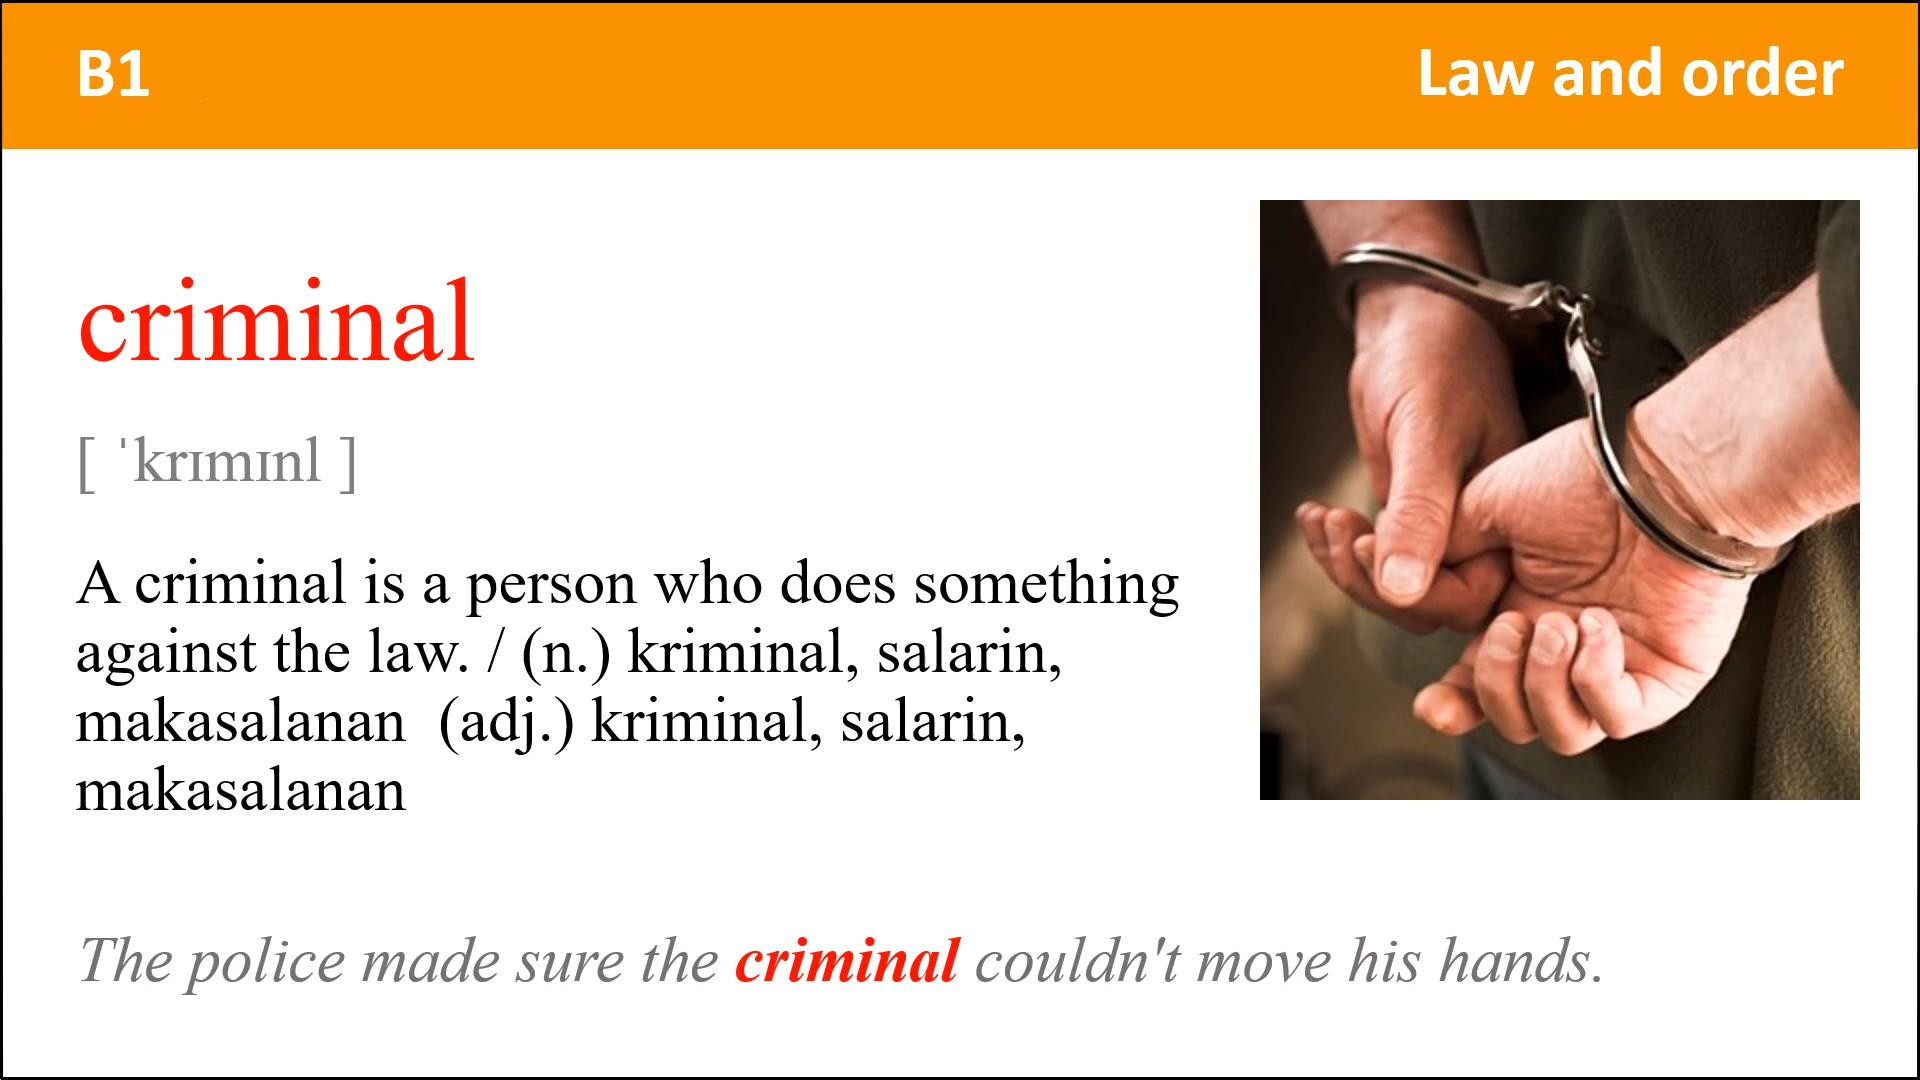 B1
Law and order
criminal
[ ˈkrɪmɪnl ]
A criminal is a person who does something
against the law. / (n.) kriminal, salarin,
makasalanan  (adj.) kriminal, salarin,
makasalanan
The police made sure the criminal couldn't move his hands.